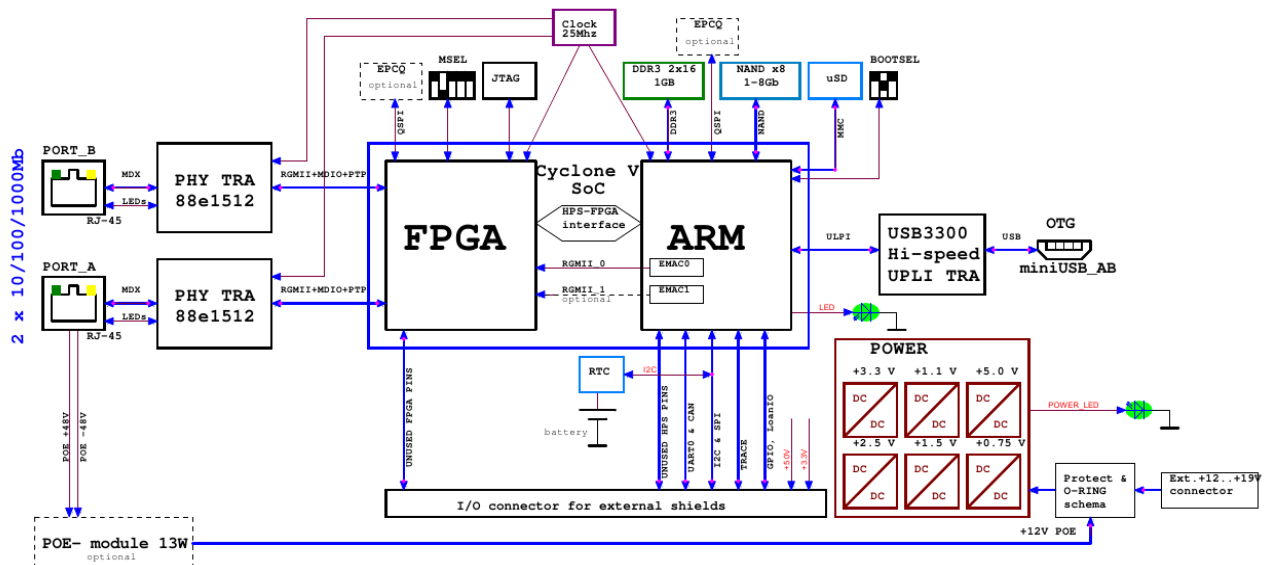 Clock
25Mhz
EPCQ
optional
EPCQ
optional
MSEL
JTAG
DDR3 2x16
1GB
NAND x8
1-8Gb
uSD
BOOTSEL
QSPI
DDR3
QSPI
NAND
MMC
2 x 10/100/1000Mb
PORT_B
MDX
LEDs
RJ-45
PHY TRA
88e1512
RGMII+MDIO+PTP
Cyclone V
SoC
FPGA
HPS-FPGA
interface
ARM
RGMII_0
EMAC0
RGMII_1
optional
EMAC1
ULPI
USB3300
Hi-speed
UPLI TRA
USB
OTG
miniUSB_AB
PORT_A
MDX
LEDs
RJ-45
PHY TRA
88e1512
RGMII+MDIO+PTP
LED
POWER
+3.3 V
+1.1 V
+5.0 V
DC
DC
DC
DC
DC
DC
+2.5 V
+1.5 V
+0.75 V
DC
DC
DC
DC
DC
DC
POWER_LED
RTC
I2C
battery
UNUSED FPGA PINS
UNUSED HPS PINS
UART0 & CAN
I2C & SPI
TRACE
GPIO, LoanIO
+5.0V
+3.3V
POE +48V
POE -48V
I/O connector for external shields
Protect &
O-RING
schema
Ext.+12..+19V
connector
+12V POE
POE- module 13W
optional